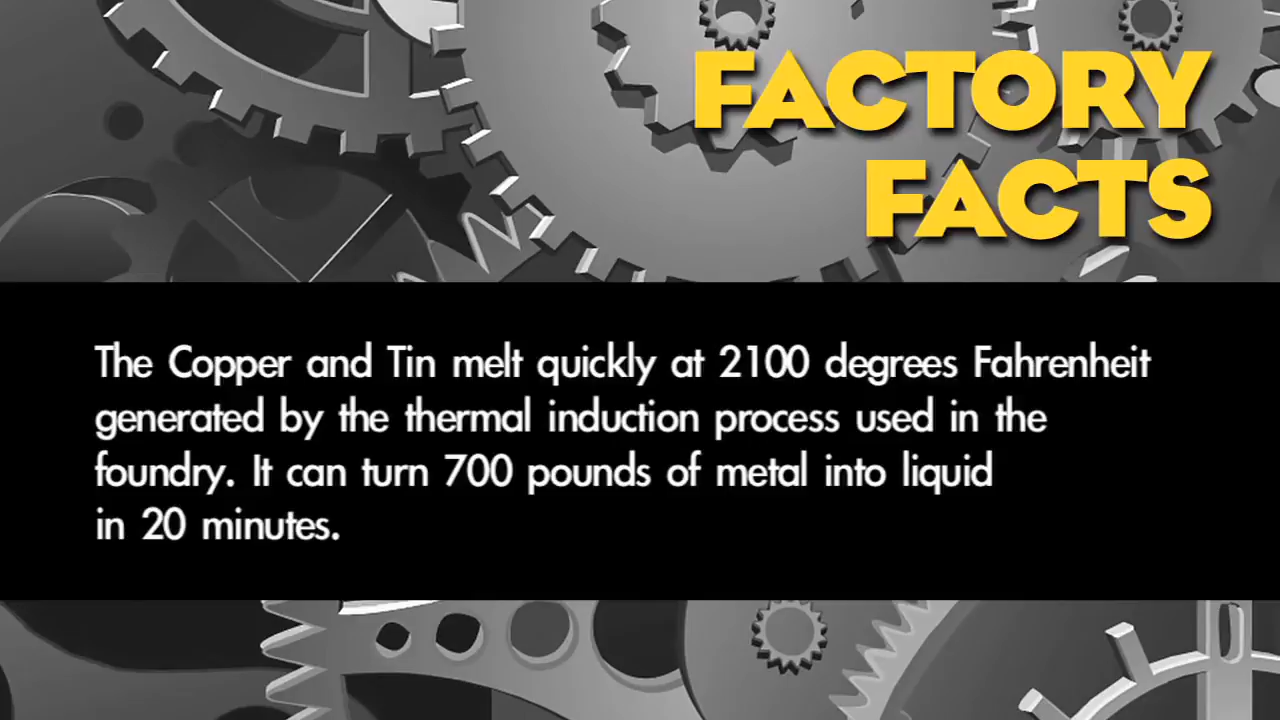 FACTORY
FACTS
The Copper and Tin melt quickly at 2100 degrees Fahrenheit
generated by the thermal induction process used in the
foundry. It can turn 700 pounds of metal into liquid
in 20 minutes.